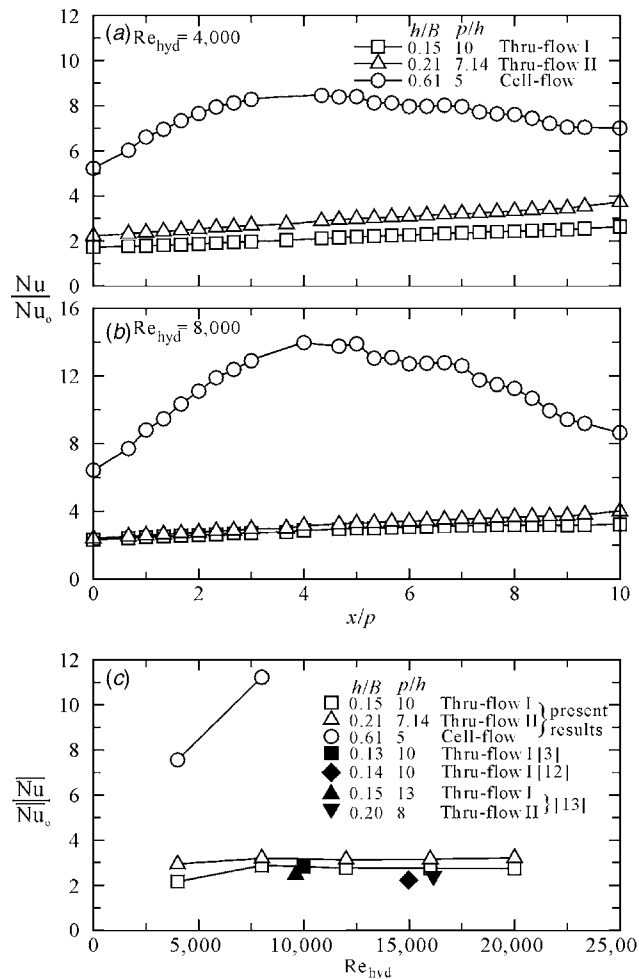 (a) Re_hyd = 4,000
h/B p/h
0.15 10 Thru-flow I
0.21 7.14 Thru-flow II
0.61 5 Cell-flow
12
10
8
6
4
2
0
Nu
Nu_o
(b) Re_hyd = 8,000
16
12
8
4
0
0 2 4 6 8 10
x/p
(c)
h/B p/h
0.15 10 Thru-flow I
0.21 7.14 Thru-flow II } present results
0.61 5 Cell-flow
0.13 10 Thru-flow I [3]
0.14 10 Thru-flow I [12]
0.15 13 Thru-flow I
0.20 8 Thru-flow II } [13]
12
10
8
6
4
2
0
Nu
Nu_o
0 5,000 10,000 15,000 20,000 25,00
Re_hyd